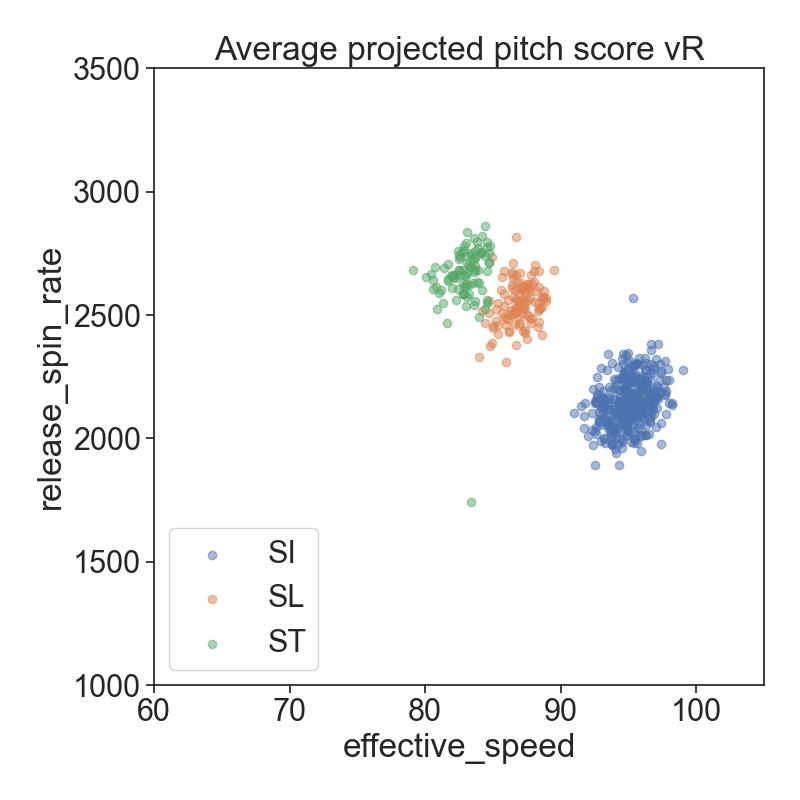 Average projected pitch score vR
3500
3000
2500
2000
1500
1000
release_spin_rate
SI
SL
ST
60 70 80 90 100
effective_speed